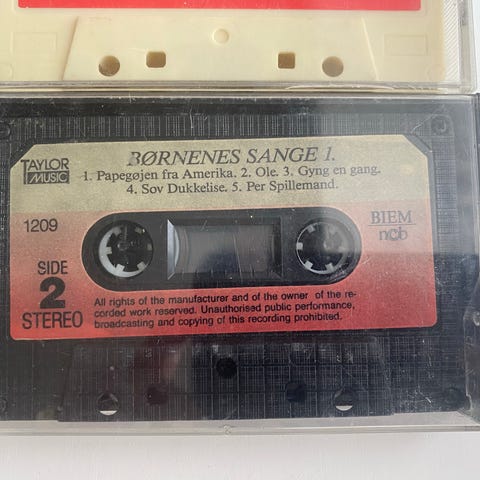 TAYLOR
MUSIC
BØRNENES SANGE 1.
1. Papegøjen fra Amerika. 2. Ole. 3. Gyng en gang.
4. Sov Dukkelise. 5. Per Spillemand.
1209
BIEM
ncb
SIDE
2
STEREO
All rights of the manufacturer and of the owner of the re-
corded work reserved. Unauthorised public performance,
broadcasting and copying of this recording prohibited.